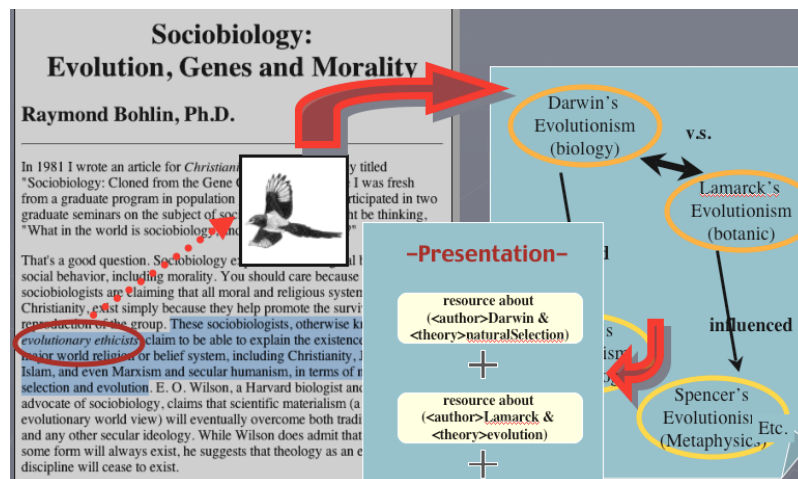 Sociobiology:
Evolution, Genes and Morality
Raymond Bohlin, Ph.D.
In 1981 I wrote an article for
y titled
"Sociobiology: Cloned from the Gene
I was fresh
from a graduate program in population
rticipated in two
graduate seminars on the subject of
ht be thinking,
"What in the world is sociobiology,
That's a good question. Sociobiology
social behavior, including morality. You should care because
sociobiologists are claiming that all moral and religious system
Christianity, exist simply because they help promote the
reproduction of the group. These sociobiologists, otherwise
evolutionary ethicists, claim to be able to explain the existence
major world religion or belief system, including Christianity,
Islam, and even Marxism and secular humanism, in terms of
selection and evolution. E. O. Wilson, a Harvard biologist and
advocate of sociobiology, claims that scientific materialism (a
evolutionary world view) will eventually overcome both
and any other secular ideology. While Wilson does admit that
some form will always exist, he suggests that theology as an
discipline will cease to exist.
-Presentation-
resource about
(<author>Darwin &
<theory>naturalSelection)
+
resource about
(<author>Lamarck &
<theory>evolution)
+
Darwin's
Evolutionism
(biology)
v.s.
Lamarck's
Evolutionism
(botanic)
influenced
Spencer's
Evolutionism
(Metaphysics)
Etc.